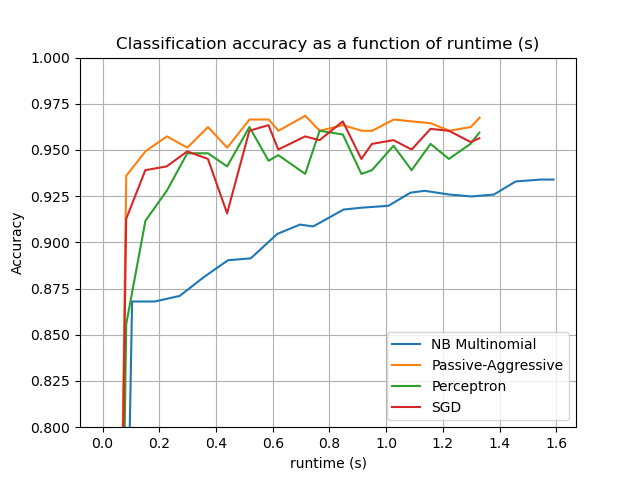 Classification accuracy as a function of runtime (s)
1.000
0.975
0.950
0.925
0.900
0.875
0.850
0.825
0.800
Accuracy
NB Multinomial
Passive-Aggressive
Perceptron
SGD
0.0 0.2 0.4 0.6 0.8 1.0 1.2 1.4 1.6
runtime (s)